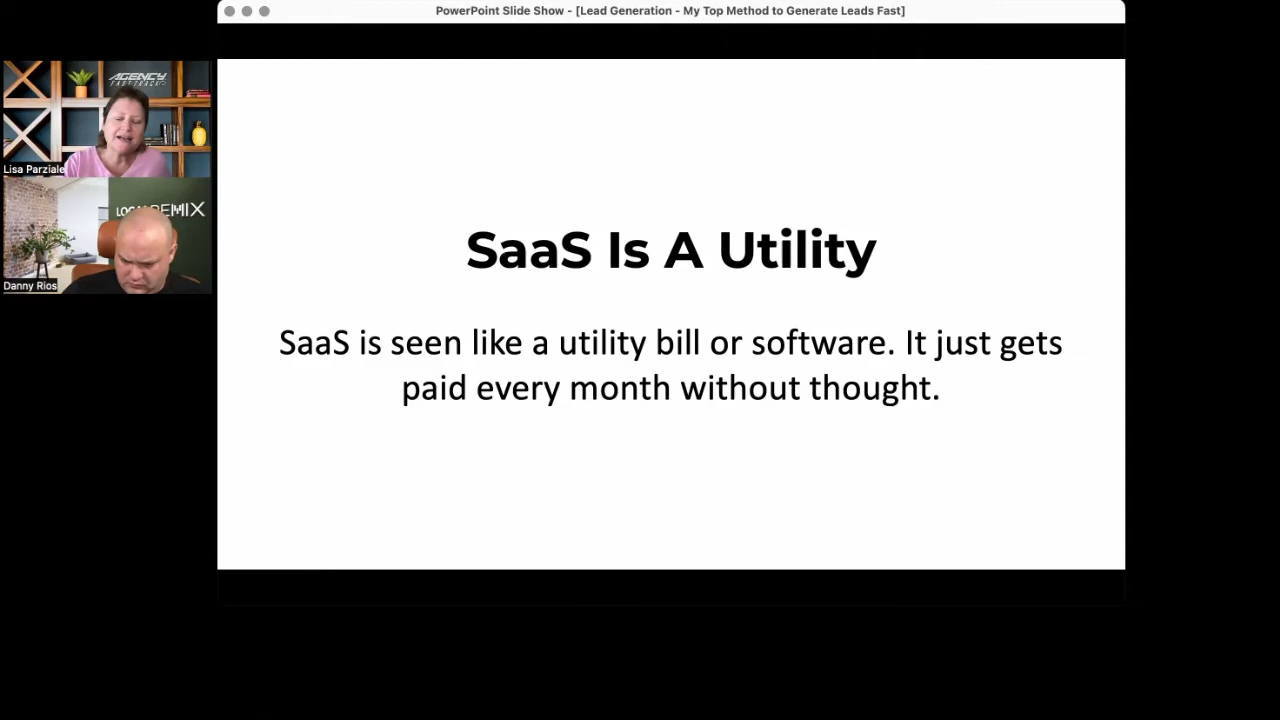 PowerPoint Slide Show - [Lead Generation - My Top Method to Generate Leads Fast]
AGENCY
Lisa Parziale
REMIX
Danny Rios
SaaS Is A Utility
SaaS is seen like a utility bill or software. It just gets
paid every month without thought.